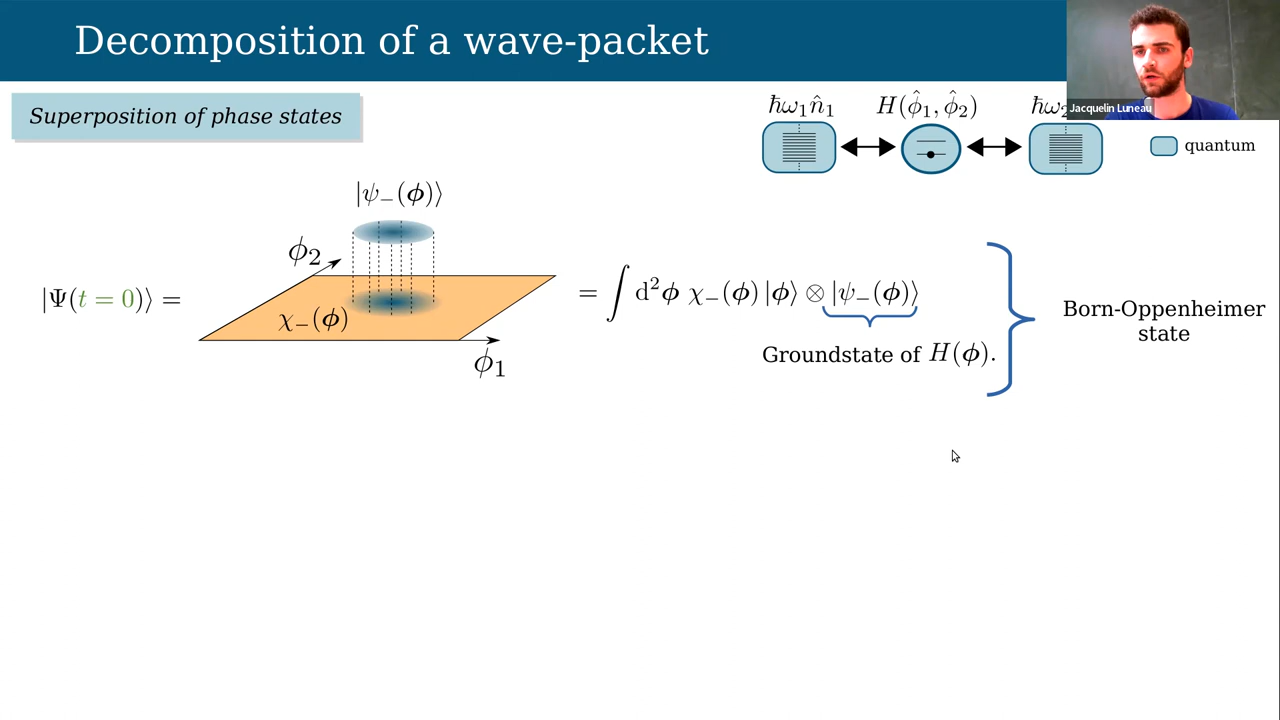 Decomposition of a wave-packet
Jacquelin Luneau
Superposition of phase states
ℏω₁n̂₁ H(ϕ̂₁, ϕ̂₂) ℏω₂
quantum
|ψ₋(ϕ)⟩
ϕ₂
|Ψ(t = 0)⟩ =
χ₋(ϕ)
ϕ₁
= ∫ d²ϕ χ₋(ϕ) |ϕ⟩ ⊗ |ψ₋(ϕ)⟩
Groundstate of H(ϕ).
Born-Oppenheimer
state